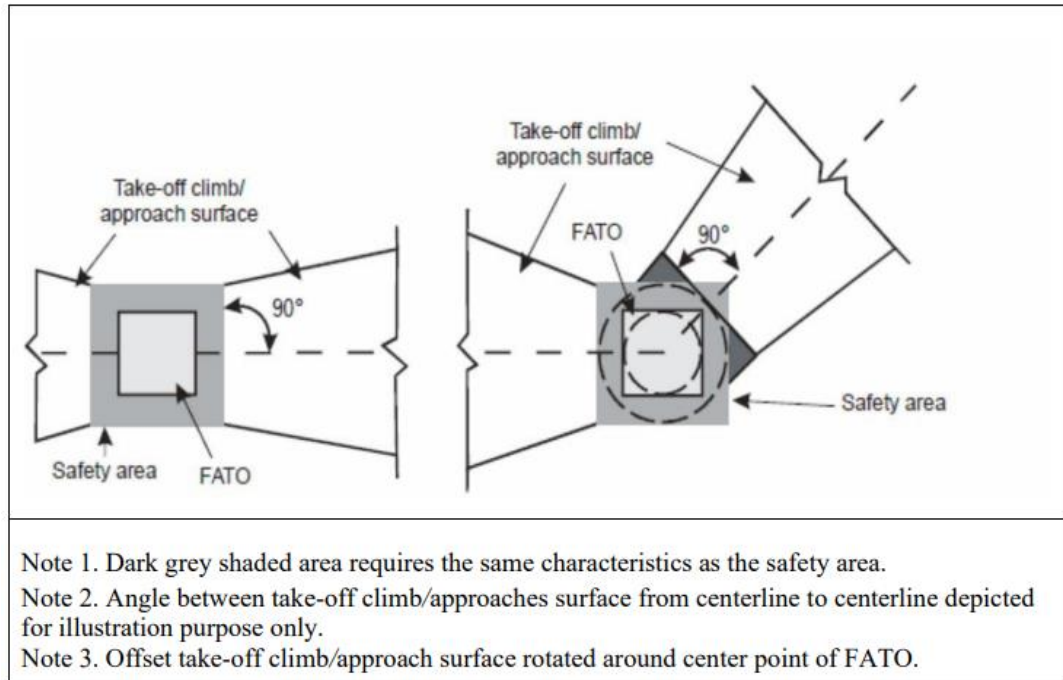 Take-off climb/
approach surface
90°
Safety area
FATO
Take-off climb/
approach surface
FATO
90°
Safety area
Note 1. Dark grey shaded area requires the same characteristics as the safety area.
Note 2. Angle between take-off climb/approaches surface from centerline to centerline depicted
for illustration purpose only.
Note 3. Offset take-off climb/approach surface rotated around center point of FATO.